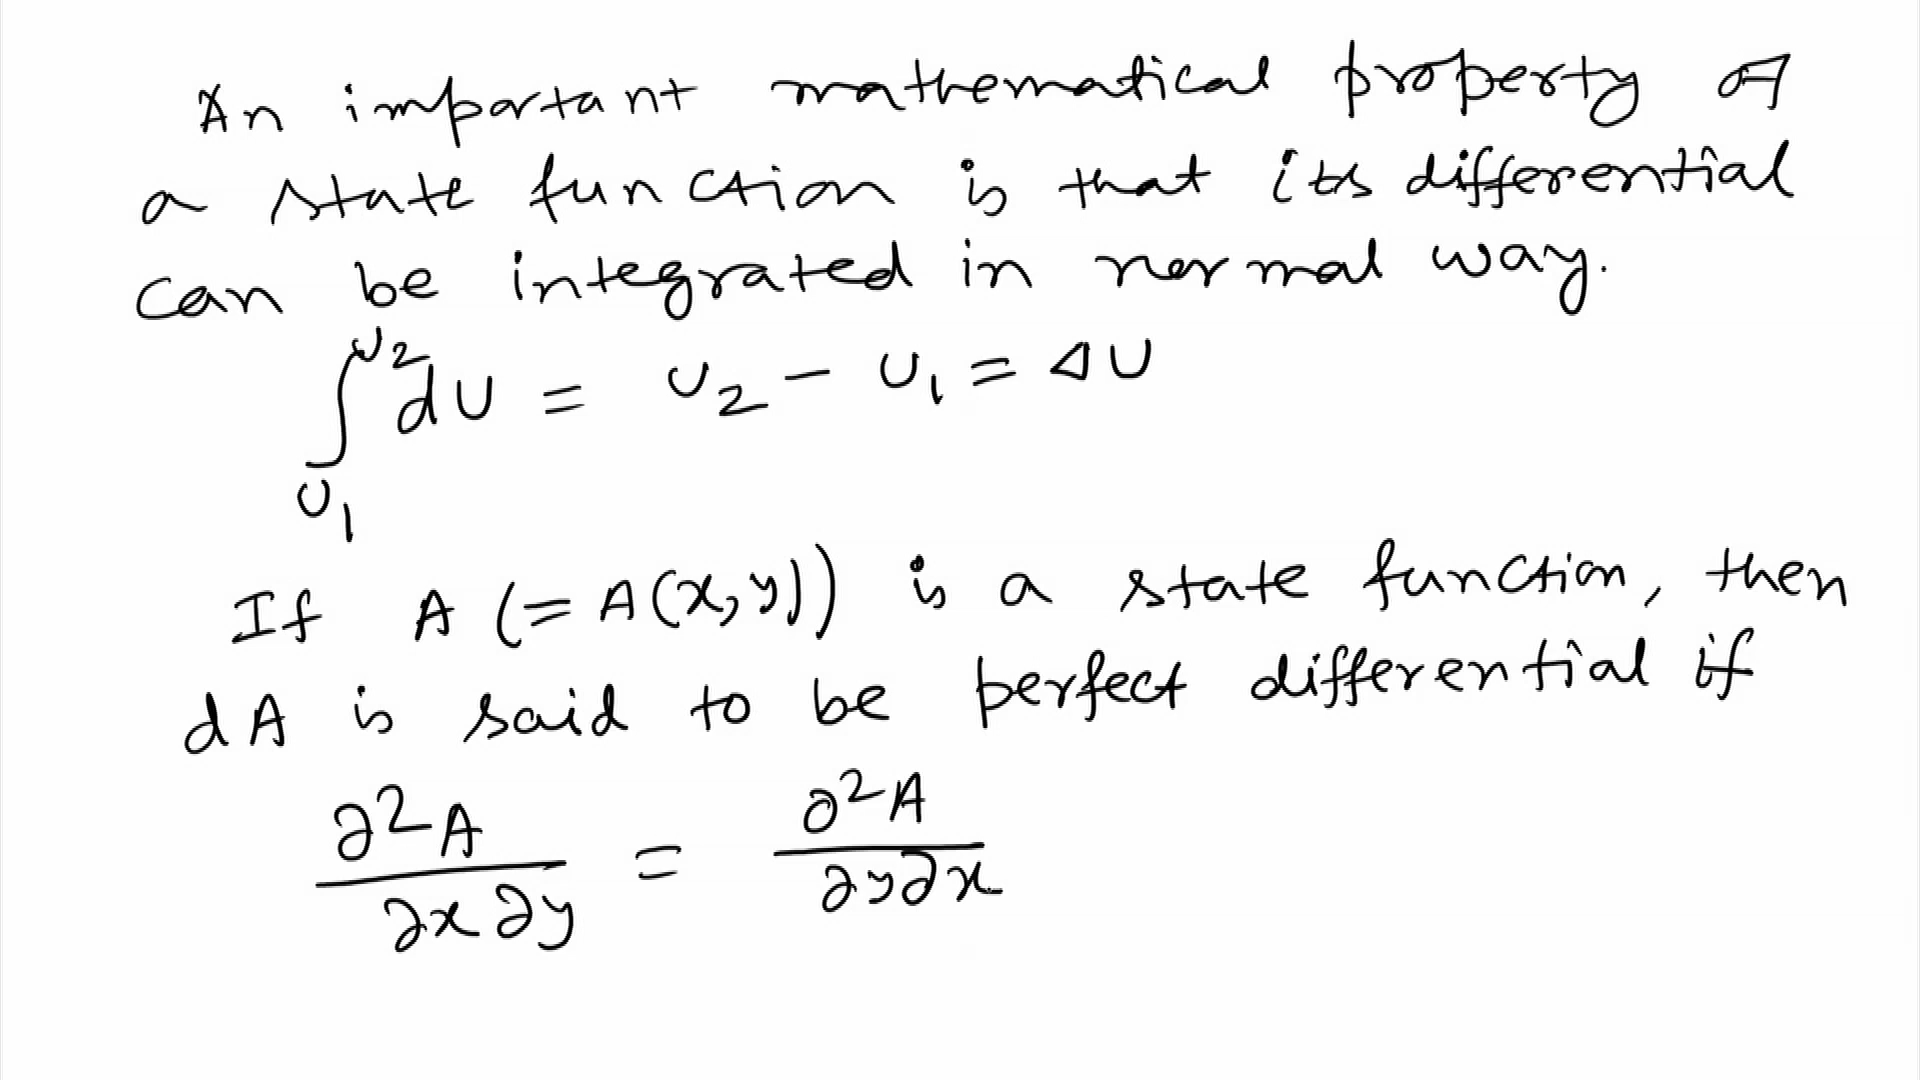 An important mathematical property of
a state function is that its differential
can be integrated in normal way.
∫_{U₁}^{U₂} dU = U₂ - U₁ = ΔU
If A (= A(x,y)) is a state function, then
dA is said to be perfect differential if
∂²A/∂x∂y = ∂²A/∂y∂x